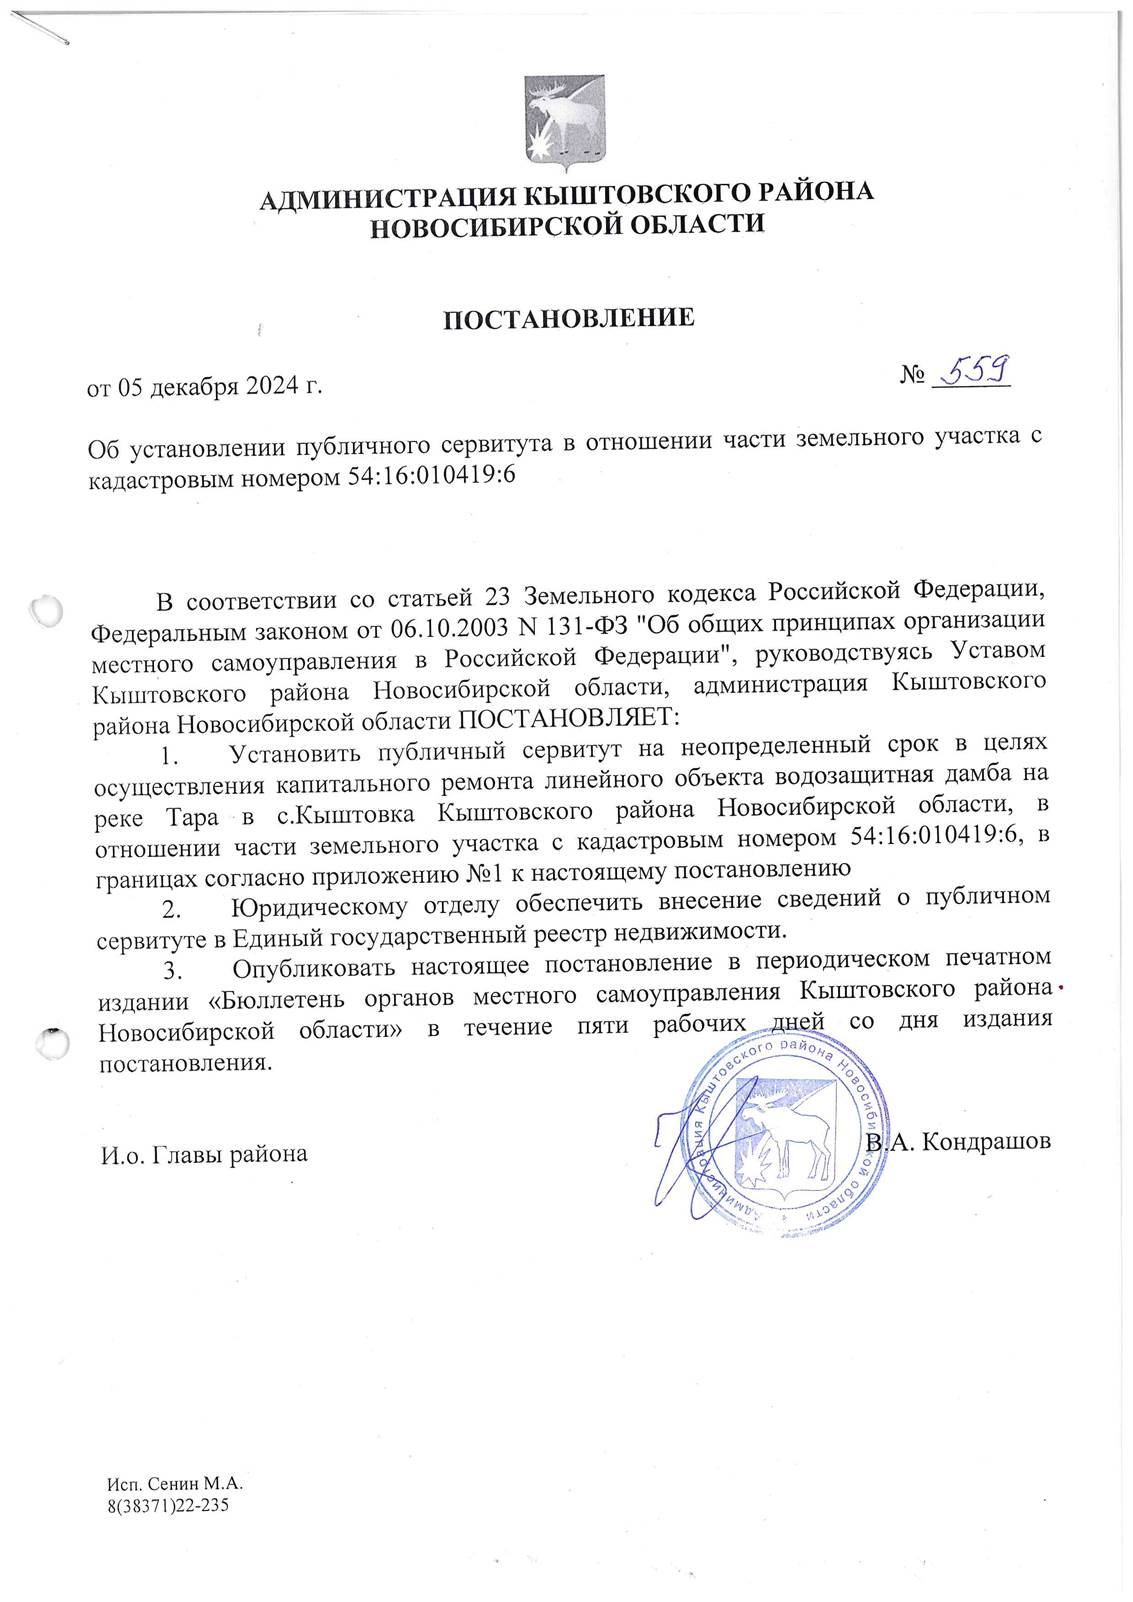 АДМИНИСТРАЦИЯ КЫШТОВСКОГО РАЙОНА
НОВОСИБИРСКОЙ ОБЛАСТИ
ПОСТАНОВЛЕНИЕ
от 05 декабря 2024 г. № 559
Об установлении публичного сервитута в отношении части земельного участка с
кадастровым номером 54:16:010419:6
В соответствии со статьей 23 Земельного кодекса Российской Федерации,
Федеральным законом от 06.10.2003 N 131-ФЗ "Об общих принципах организации
местного самоуправления в Российской Федерации", руководствуясь Уставом
Кыштовского района Новосибирской области, администрация Кыштовского
района Новосибирской области ПОСТАНОВЛЯЕТ:
1. Установить публичный сервитут на неопределенный срок в целях
осуществления капитального ремонта линейного объекта водозащитная дамба на
реке Тара в с.Кыштовка Кыштовского района Новосибирской области, в
отношении части земельного участка с кадастровым номером 54:16:010419:6, в
границах согласно приложению №1 к настоящему постановлению
2. Юридическому отделу обеспечить внесение сведений о публичном
сервитуте в Единый государственный реестр недвижимости.
3. Опубликовать настоящее постановление в периодическом печатном
издании «Бюллетень органов местного самоуправления Кыштовского района
Новосибирской области» в течение пяти рабочих дней со дня издания
постановления.
Администрация Кыштовского района Новосибирской области
И.о. Главы района В.А. Кондрашов
Исп. Сенин М.А.
8(38371)22-235